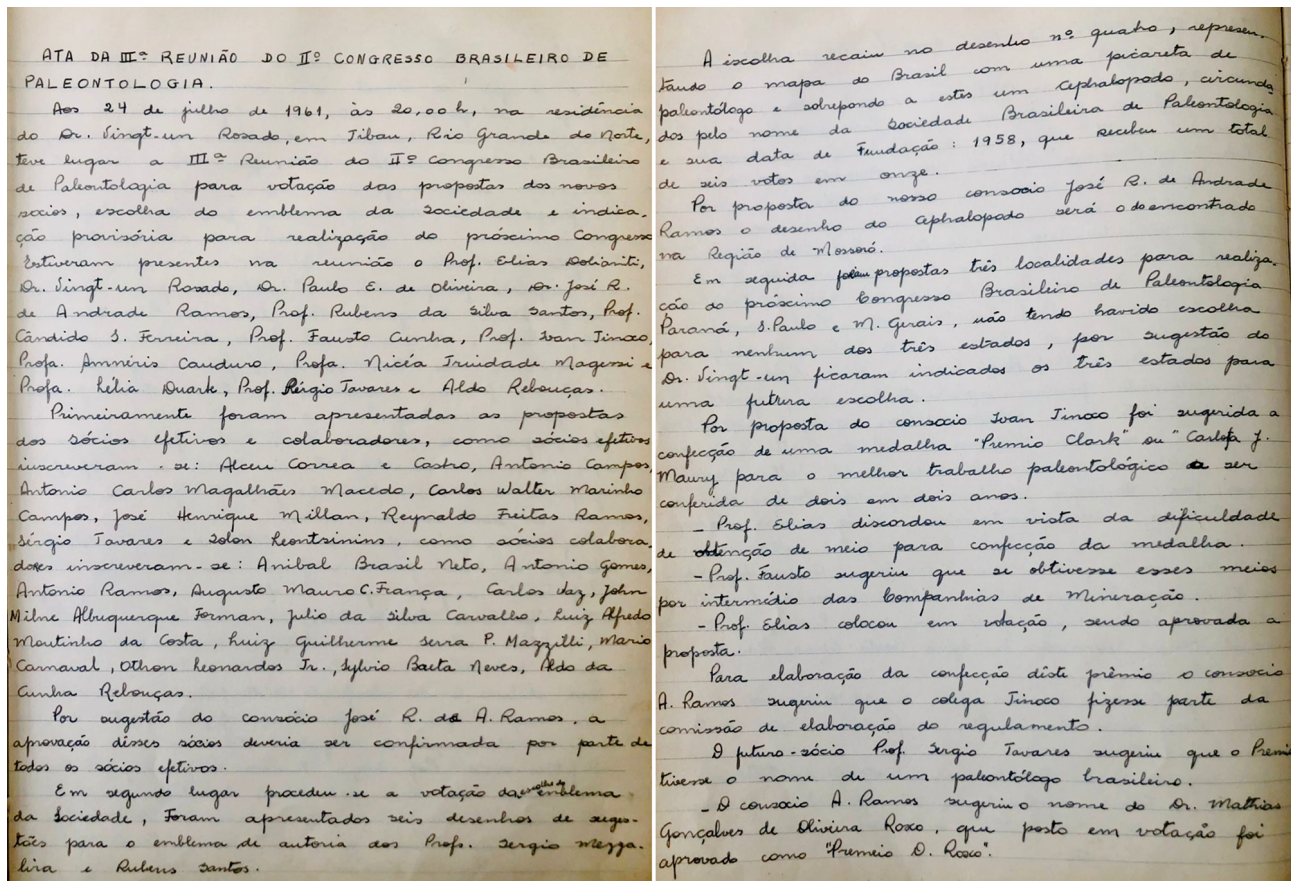 ATA DA IIIª REUNIÃO DO IIº CONGRESSO BRASILEIRO DE
PALEONTOLOGIA.
Aos 24 de julho de 1961, às 20,00 h, na residência
do Dr. Vingt-un Rosado, em Tibau, Rio Grande do Norte,
teve lugar a IIIª Reunião do IIº Congresso Brasileiro
de Paleontologia para votação das propostas dos novos
socios, escolha do emblema da Sociedade e indica-
ção provisória para realização do próscimo Congresso
Estiveram presentes na reunião o Prof. Elias Dolianiti,
Dr. Vingt-un Rosado, Dr. Paulo E. de Oliveira, Dr. José R.
de Andrade Ramos, Prof. Rubens da Silva Santos, Prof.
Cândido S. Ferreira, Prof. Fausto Cunha, Prof. Ivan Tinoco,
Profa. Amnéris Cauduro, Profa. Nicéa Trindade Magessi e
Profa. Lélia Duark, Prof. Sérgio Tavares e Aldo Rebouças.
Primeiramente foram apresentadas as propostas
dos sócios efetivos e colaboradores, como sócios efetivos
inscreveram-se: Alceu Correa e Castro, Antonio Campos,
Antonio Carlos Magalhães Macedo, Carlos Walter Marinho
Campos, José Henrique Millan, Reynaldo Freitas Ramos,
Sérgio Tavares e Solon Leontsinins, como sócios colabora-
dores inscreveram-se: Anibal Brasil Neto, Antonio Gomes,
Antonio Ramos, Augusto Mauro C. França, Carlos Vaz, John
Milne Albuquerque Forman, Julio da Silva Carvalho, Luiz Alfredo
Moutinho da Costa, Luiz Guilherme Serra P. Mazzilli, Mario
Carnaval, Othon Leonardos Jr., Sylvio Baeta Neves, Aldo da
Cunha Rebouças.
Por sugestão do consócio José R. de A. Ramos, a
aprovação dêsses sócios deveria ser confirmada por parte de
todos os sócios efetivos.
Em segundo lugar procedeu-se a votação da escolha do emblema
da Sociedade, Foram apresentados seis desenhos de suges-
tões para o emblema de autoria dos Profs. Sergio Mezza-
lira e Rubens Santos.
A escolha recaiu no desenho nº quatro, represen-
tando o mapa do Brasil com uma picareta de
paleontólogo e sobrepondo a estes um Cephalopodo, circunda
dos pelo nome da Sociedade Brasileira de Paleontologia
e sua data de Fundação: 1958, que recebeu um total
de seis votos em onze.
Por proposta do nosso consocio José R. de Andrade
Ramos o desenho do Cephalopodo será o do encontrado
na Região de Mossoró.
Em seguida foram propostas três localidades para realiza-
ção do próscimo Congresso Brasileiro de Paleontologia
Paraná, S. Paulo e M. Gerais, não tendo havido escolha
para nenhum dos três estados, por sugestão do
Dr. Vingt-un ficaram indicados os três estados para
uma futura escolha.
Por proposta do consocio Ivan Tinoco foi sugerida a
confecção de uma medalha "Premio Clark" ou "Carlota J.
Maury para o melhor trabalho paleontológico a ser
conferida de dois em dois anos.
- Prof. Elias discordou em vista da dificuldade
de obtenção de meio para confecção da medalha.
- Prof. Fausto sugeriu que se obtivesse esses meios
por intermédio das Companhias de Mineração.
- Prof. Elias colocou em votação, sendo aprovada a
proposta.
Para elaboração da confecção dêste prêmio o consocio
A. Ramos sugeriu que o colega Tinoco fizesse parte da
comissão de elaboração do regulamento.
O futuro-sócio Prof. Sergio Tavares sugeriu que o Premi
tivesse o nome de um paleontólogo brasileiro.
- O consocio A. Ramos sugeriu o nome do Dr. Mathias
Gonçalves de Oliveira Roxo, que posto em votação foi
aprovado como "Premeio O. Roxo".